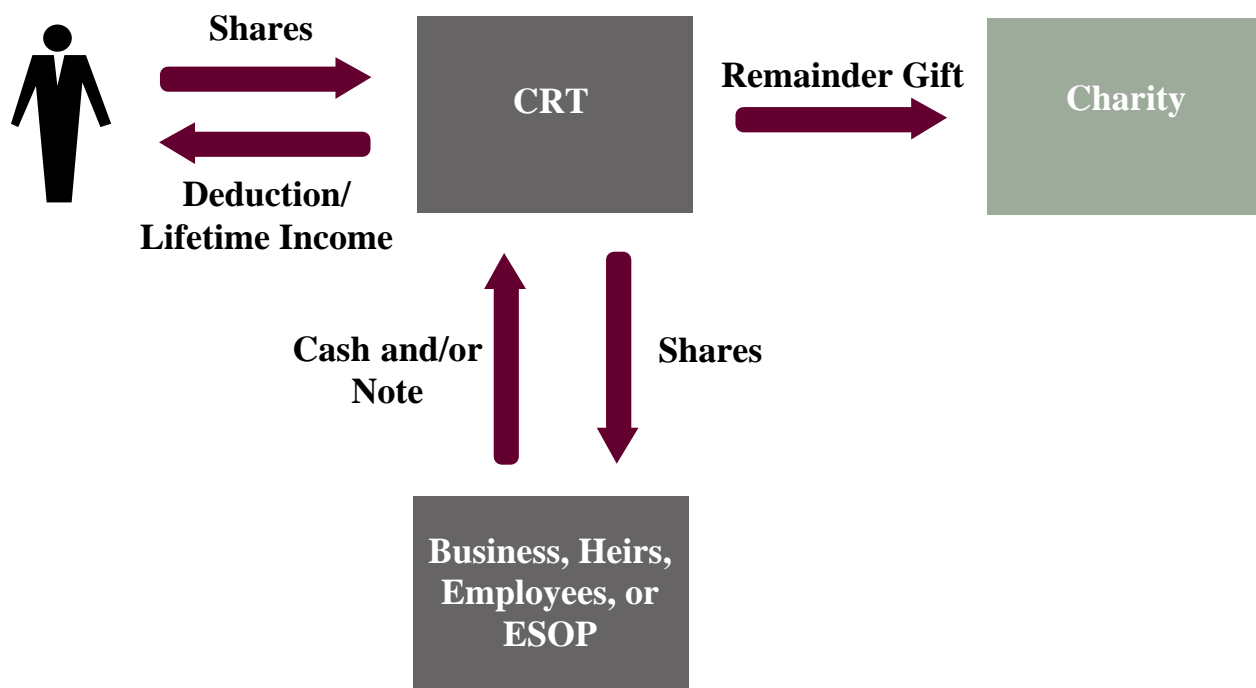 Shares
Deduction/
Lifetime Income
CRT
Remainder Gift
Charity
Cash and/or
Note
Shares
Business, Heirs,
Employees, or
ESOP